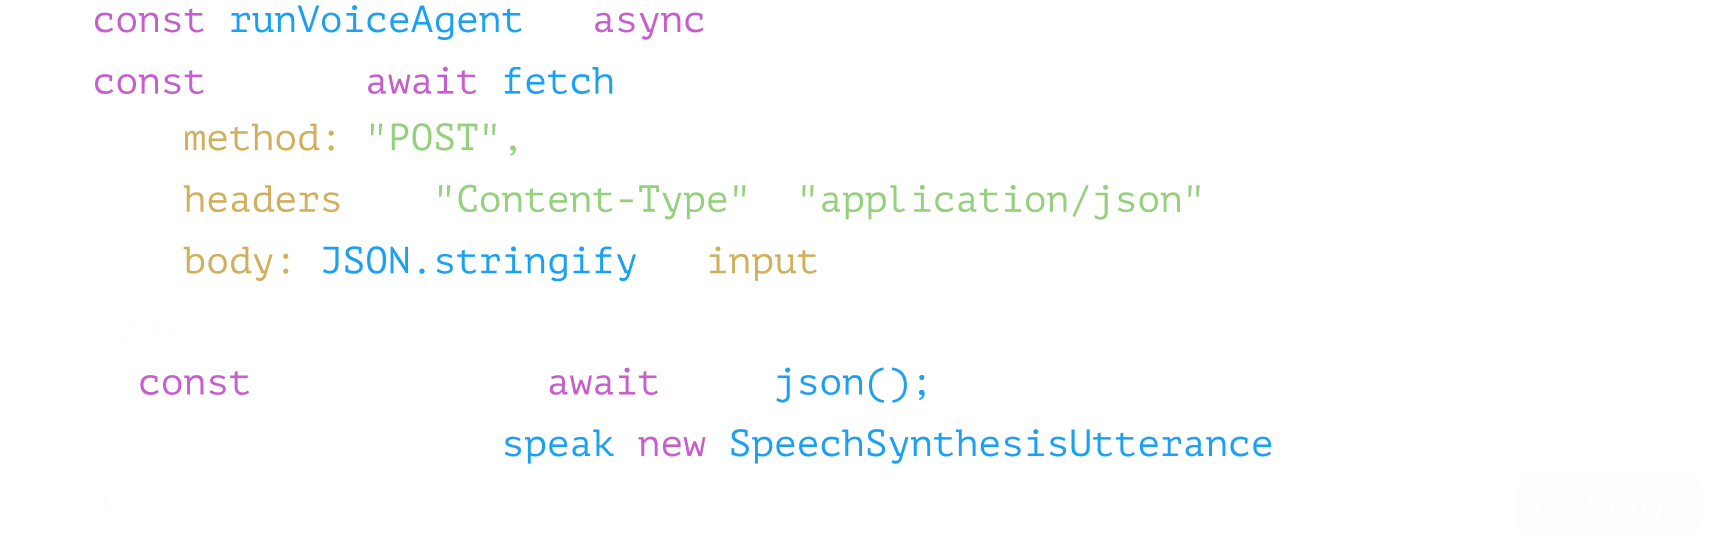 const runVoiceAgent async
const await fetch
method: "POST",
headers "Content-Type" "application/json"
body: JSON.stringify input
const await json();
speak new SpeechSynthesisUtterance
Copy